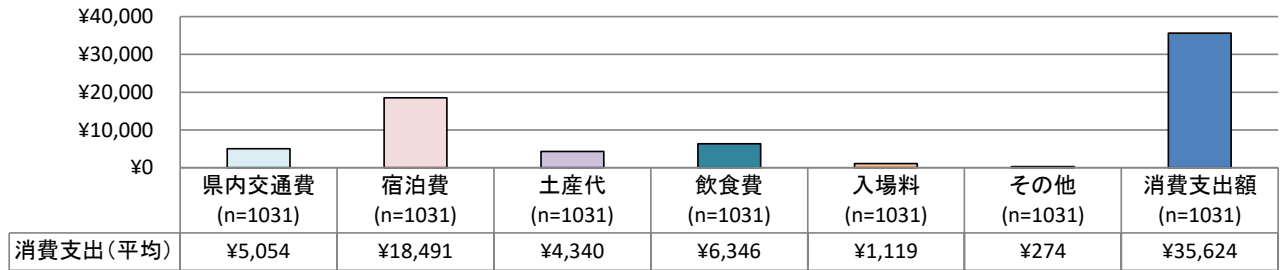 ¥40,000
¥30,000
¥20,000
¥10,000
¥0
県内交通費 宿泊費 土産代 飲食費 入場料 その他 消費支出額
(n=1031) (n=1031) (n=1031) (n=1031) (n=1031) (n=1031) (n=1031)
消費支出（平均） ¥5,054 ¥18,491 ¥4,340 ¥6,346 ¥1,119 ¥274 ¥35,624